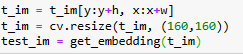 t_im = t_im[y:y+h, x:x+w]
t_im = cv.resize(t_im, (160,160))
test_im = get_embedding(t_im)